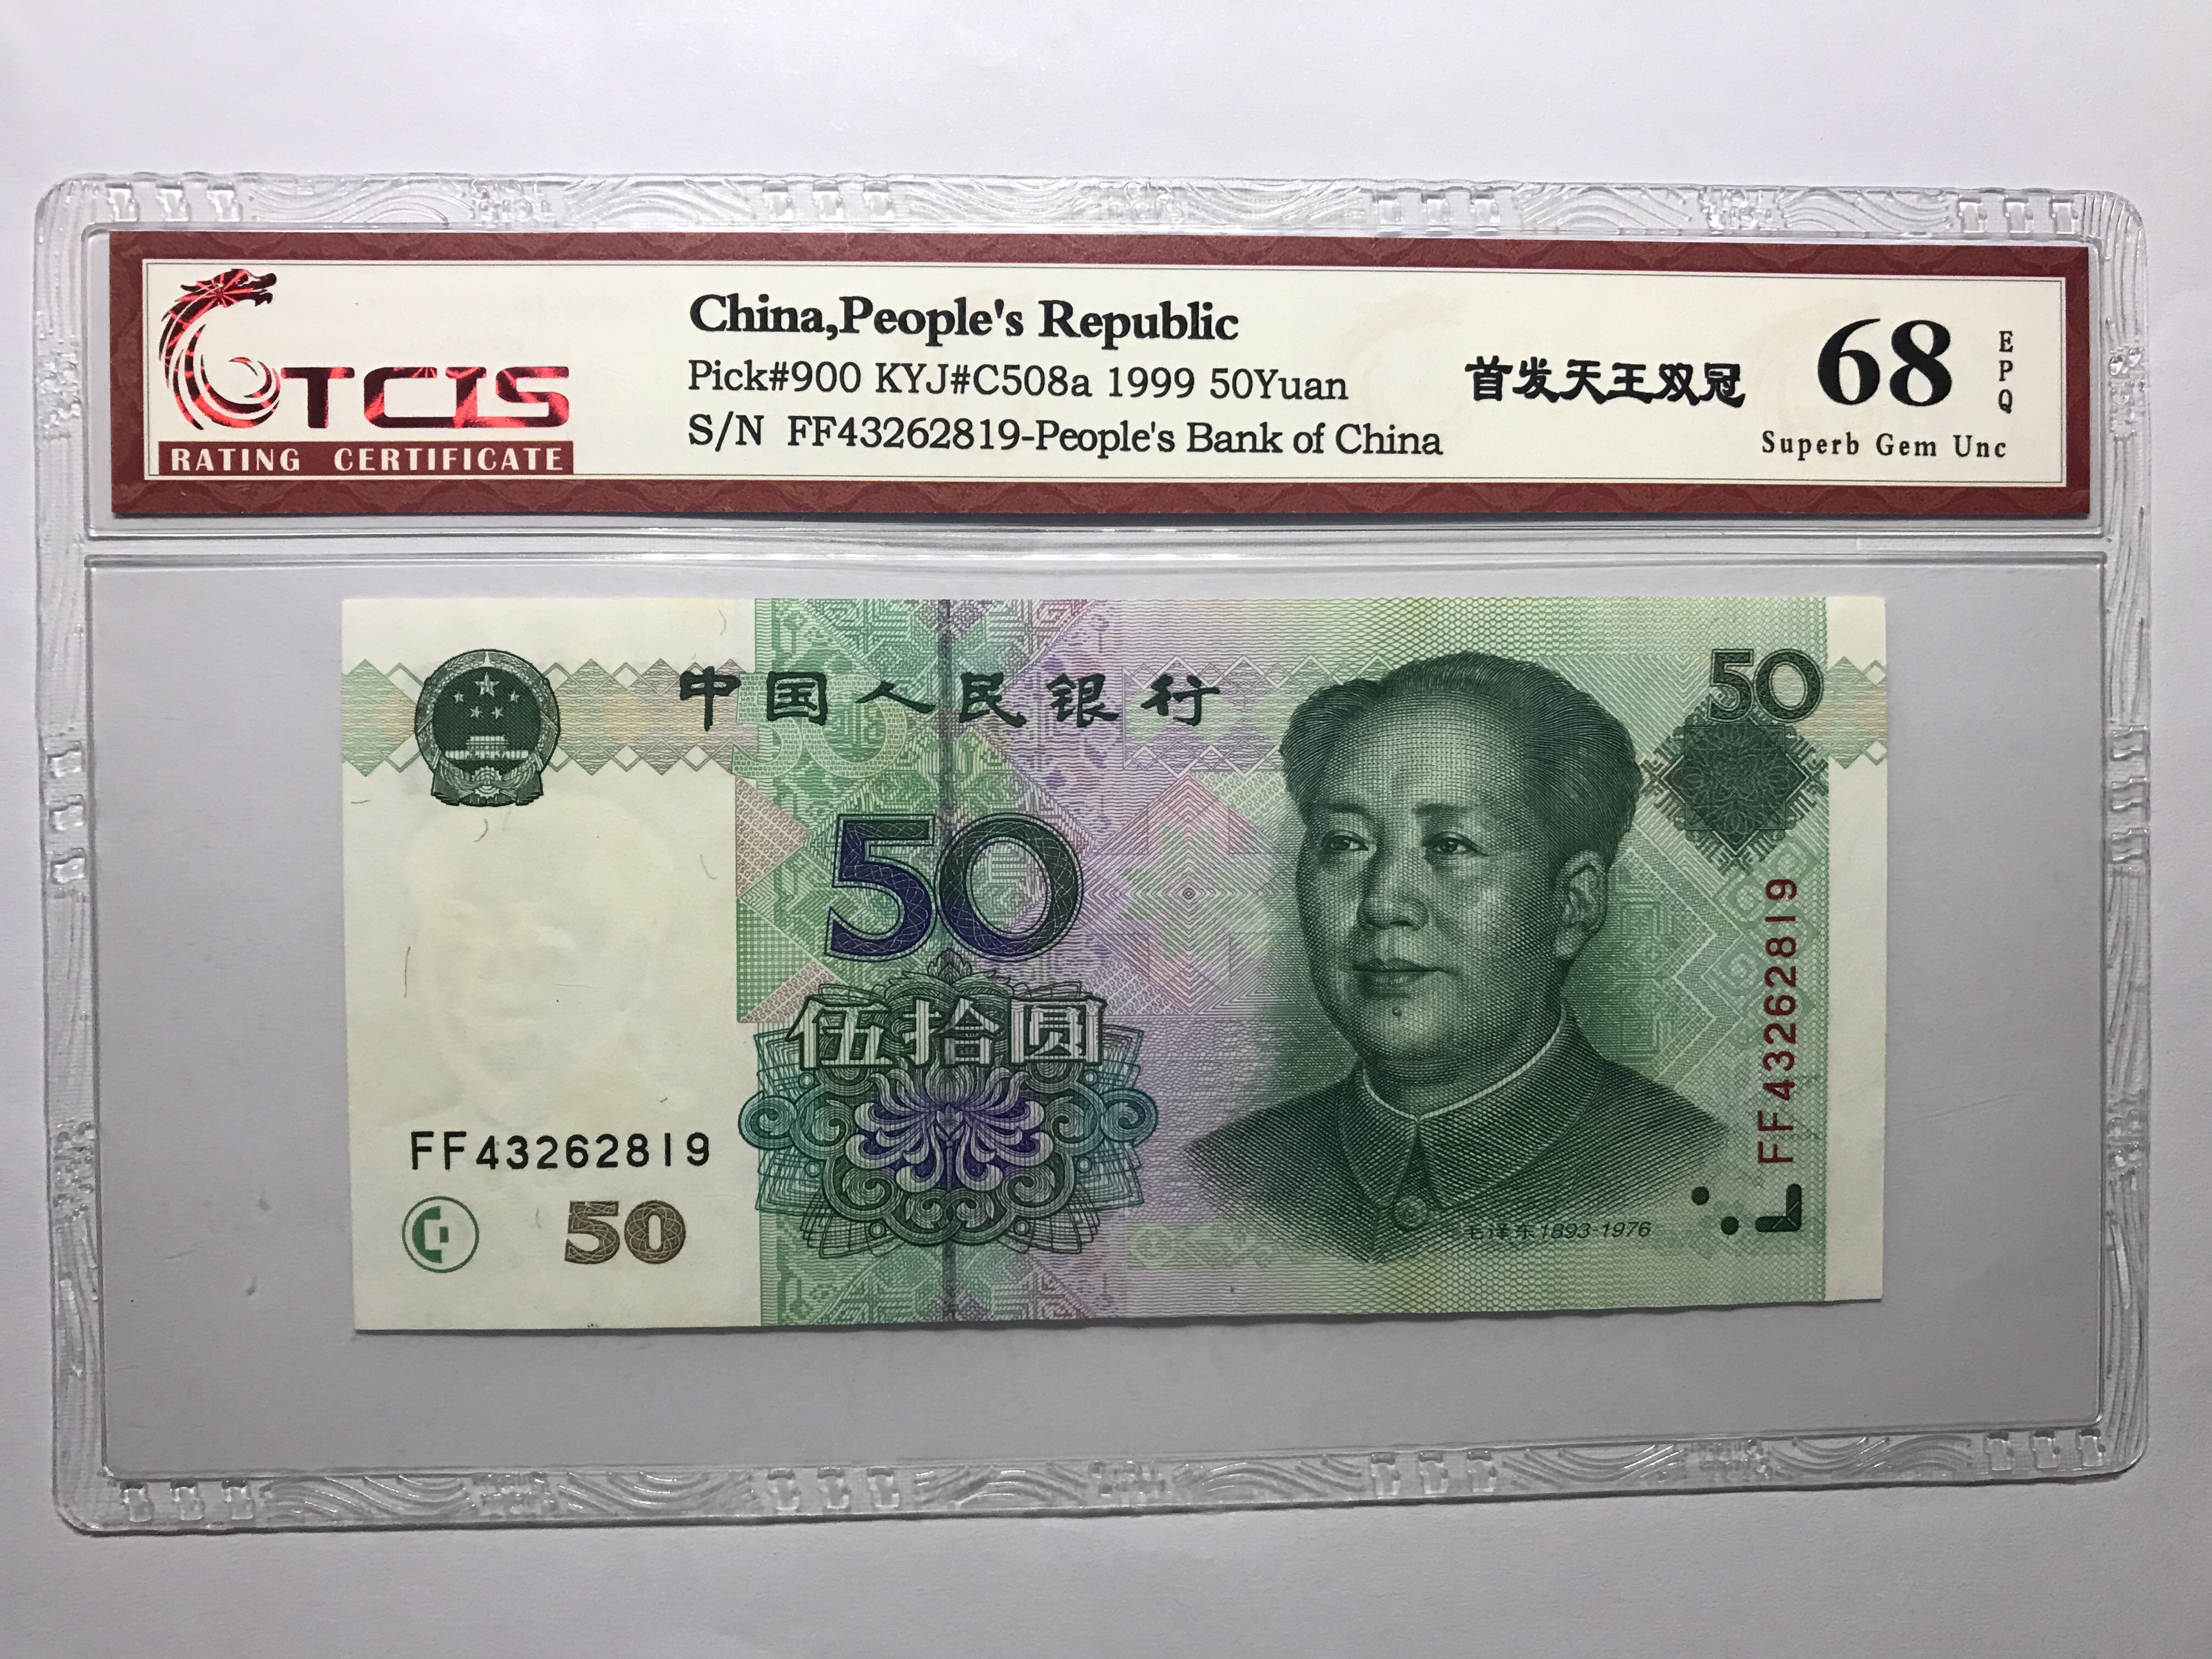 TCIS
RATING CERTIFICATE
China,People's Republic
Pick#900 KYJ#C508a 1999 50Yuan
S/N FF43262819-People's Bank of China
首发天王双冠
68
EPQ
Superb Gem Unc
中国人民银行
50
50
50
伍拾圆
FF43262819
50
FF43262819
毛泽东1893-1976